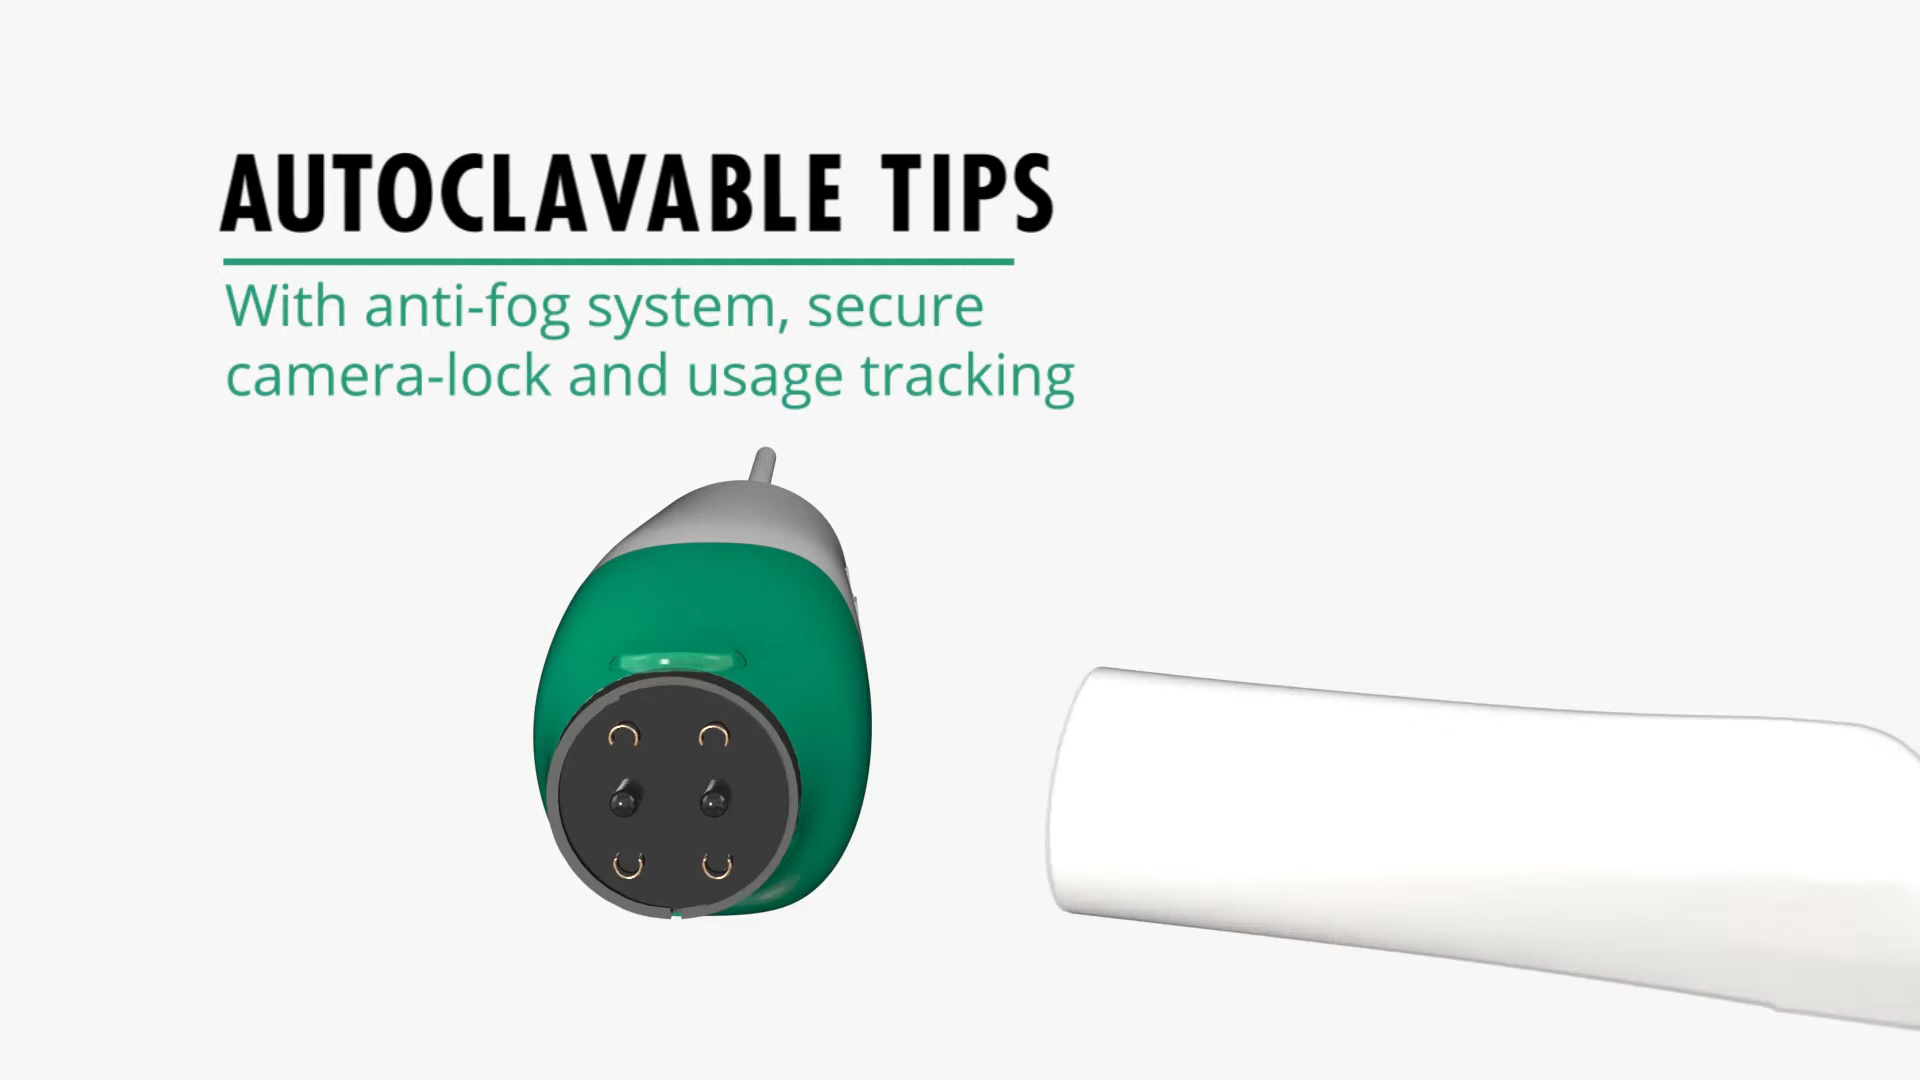 AUTOCLAVABLE TIPS
With anti-fog system, secure
camera-lock and usage tracking